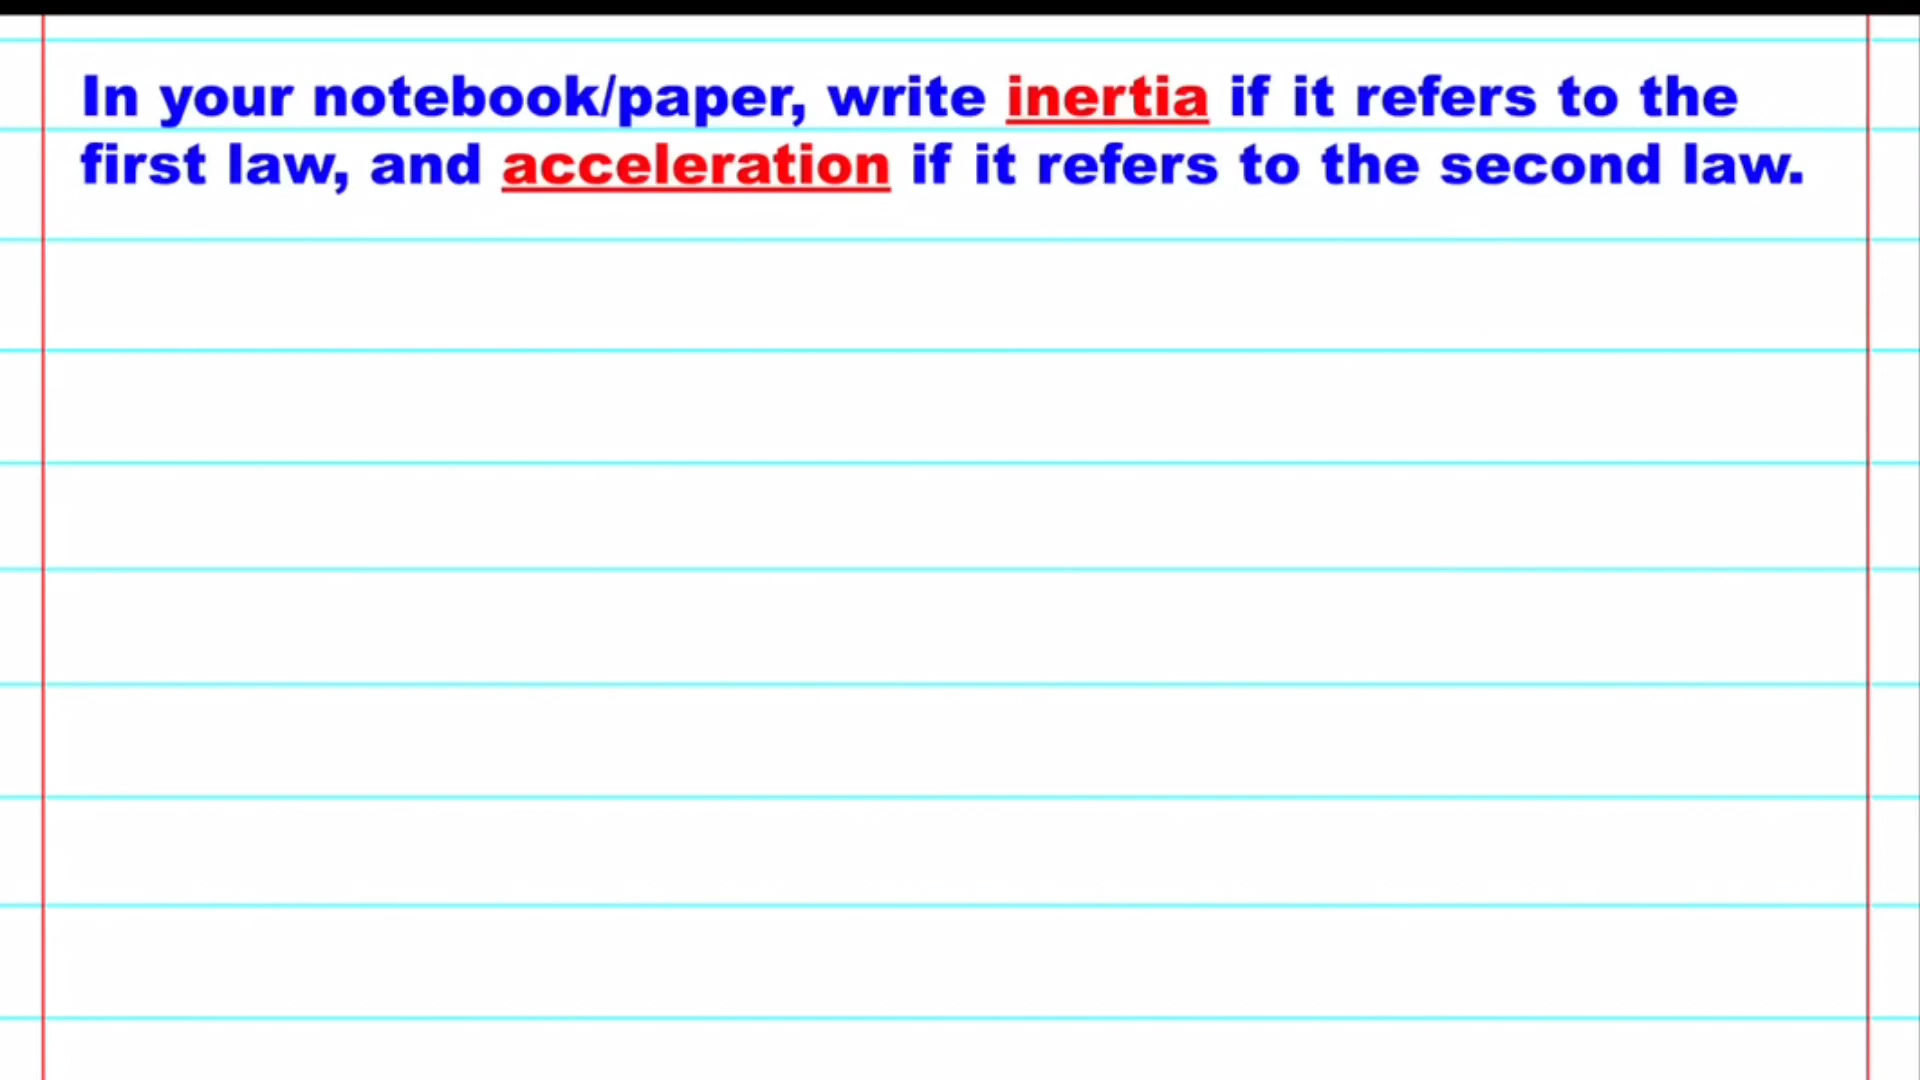 In your notebook/paper, write inertia if it refers to the
first law, and acceleration if it refers to the second law.